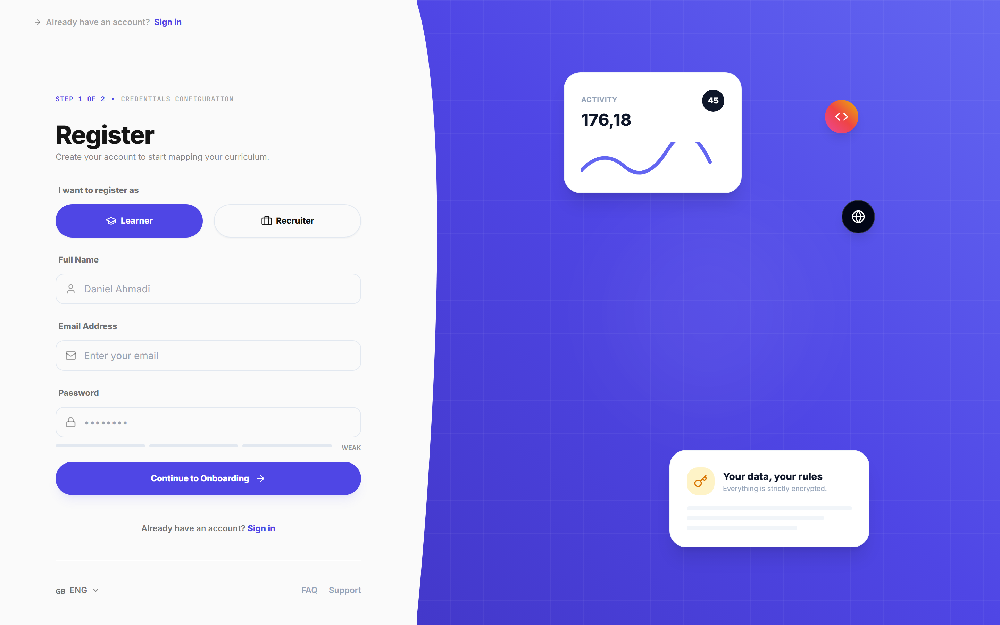 Already have an account? Sign in
STEP 1 OF 2 • CREDENTIALS CONFIGURATION
Register
Create your account to start mapping your curriculum.
I want to register as
Learner
Recruiter
Full Name
Daniel Ahmadi
Email Address
Enter your email
Password
••••••••
WEAK
Continue to Onboarding
Already have an account? Sign in
GB ENG
FAQ
Support
ACTIVITY
45
176,18
Your data, your rules
Everything is strictly encrypted.